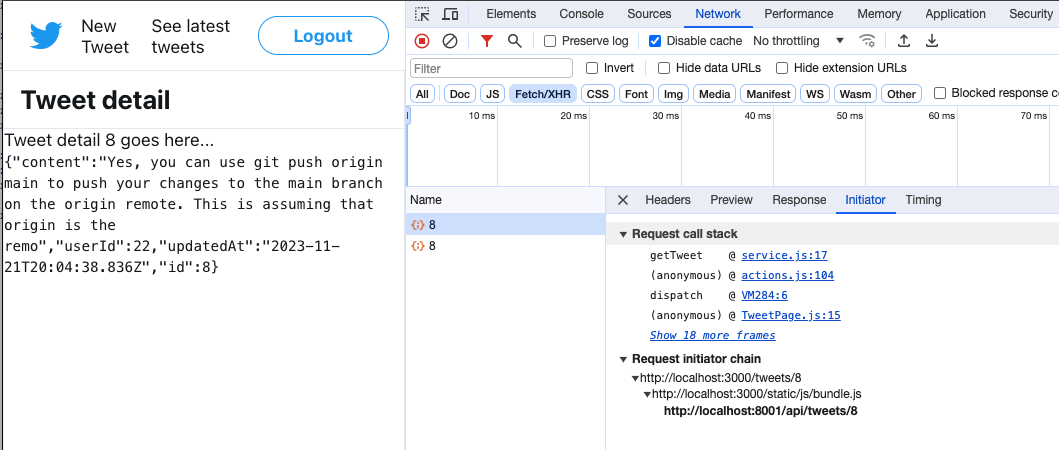 New Tweet
See latest tweets
Logout
Tweet detail
Tweet detail 8 goes here...
{"content":"Yes, you can use git push origin
main to push your changes to the main branch
on the origin remote. This is assuming that
origin is the
remo","userId":22,"updatedAt":"2023-11-
21T20:04:38.836Z","id":8}
Elements Console Sources Network Performance Memory Application Security
Preserve log Disable cache No throttling
Filter Invert Hide data URLs Hide extension URLs
All Doc JS Fetch/XHR CSS Font Img Media Manifest WS Wasm Other Blocked response
10 ms 20 ms 30 ms 40 ms 50 ms 60 ms 70 ms
Name
8
8
Headers Preview Response Initiator Timing
Request call stack
getTweet @ service.js:17
(anonymous) @ actions.js:104
dispatch @ VM284:6
(anonymous) @ TweetPage.js:15
Show 18 more frames
Request initiator chain
http://localhost:3000/tweets/8
http://localhost:3000/static/js/bundle.js
http://localhost:8001/api/tweets/8